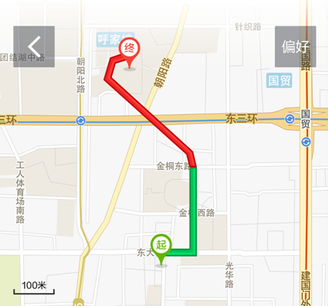 针织路
偏好
呼家
终
团结湖中路
朝阳北路
朝阳路
国贸
国贸
三环
东三环
金桐东路
工人体育场南路
金桐西路
起
东大
光华路
100米
建国门外